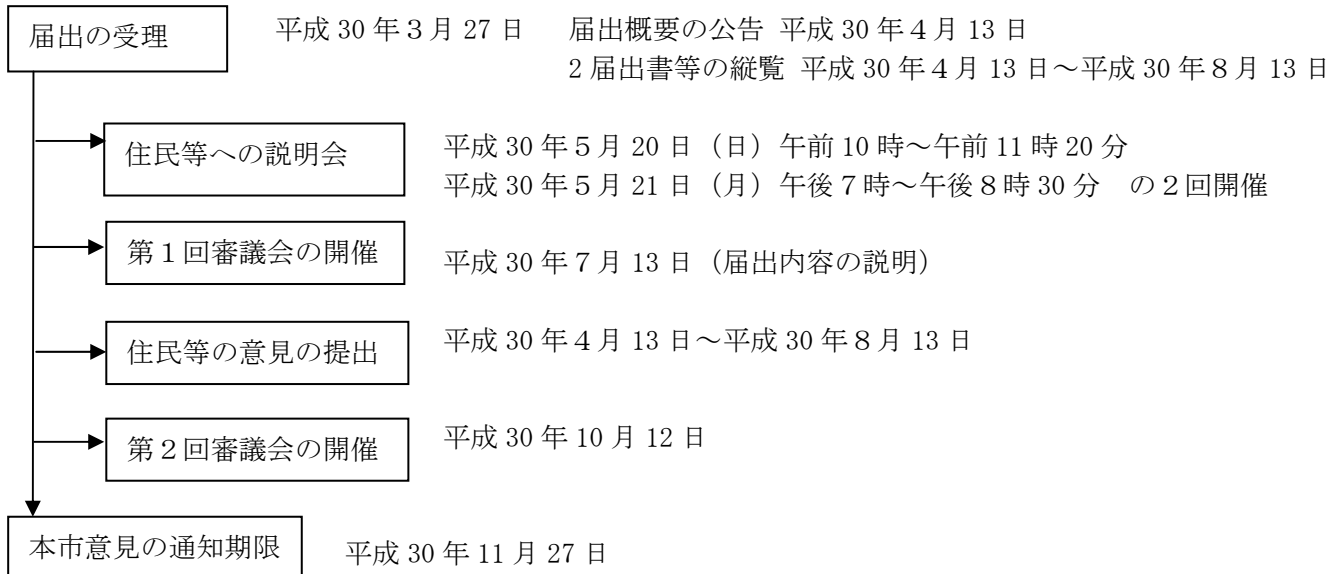 届出の受理 平成 30 年３月 27 日 届出概要の公告 平成 30 年４月 13 日
2 届出書等の縦覧 平成 30 年４月 13 日～平成 30 年８月 13 日
住民等への説明会 平成 30 年５月 20 日（日）午前 10 時～午前 11 時 20 分
平成 30 年５月 21 日（月）午後７時～午後８時 30 分　の２回開催
第１回審議会の開催 平成 30 年７月 13 日（届出内容の説明）
住民等の意見の提出 平成 30 年４月 13 日～平成 30 年８月 13 日
第２回審議会の開催 平成 30 年 10 月 12 日
本市意見の通知期限 平成 30 年 11 月 27 日